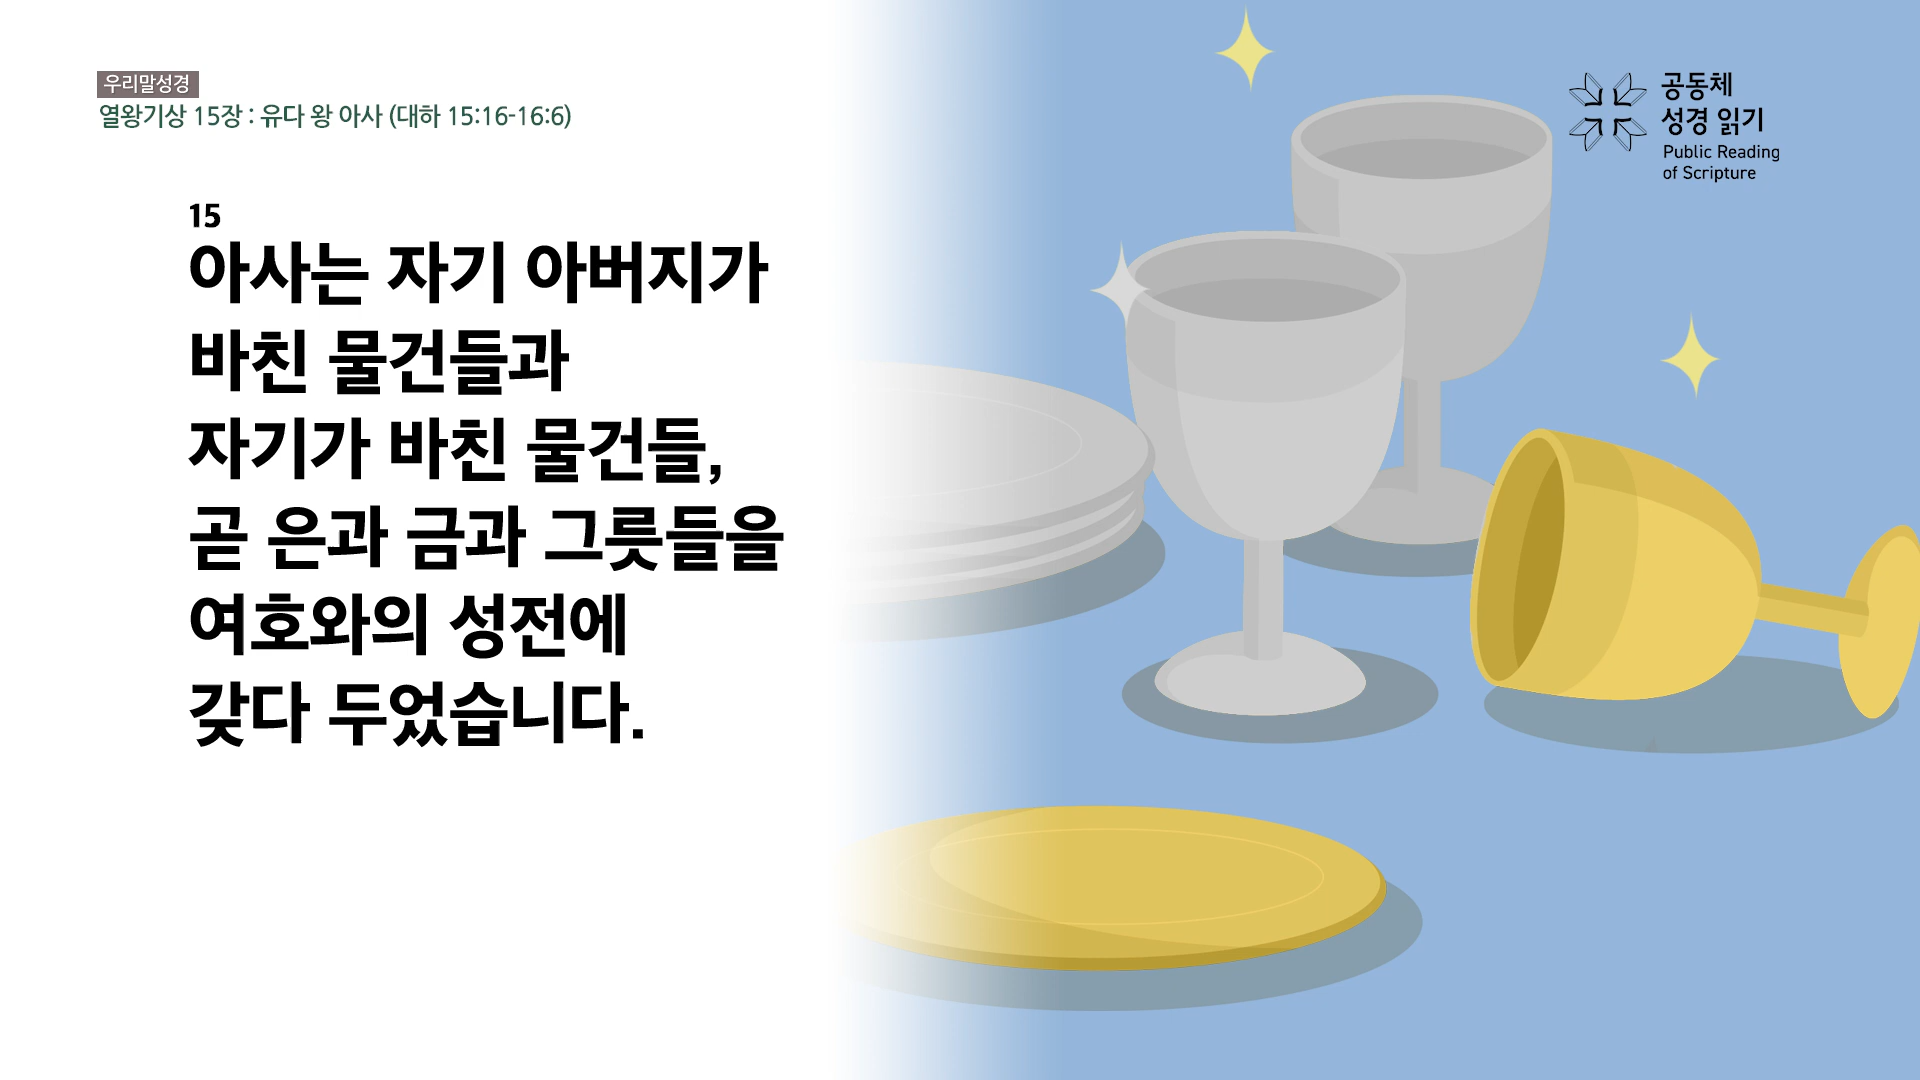 우리말성경
열왕기상 15장 : 유다 왕 아사 (대하 15:16-16:6)
공동체
성경 읽기
Public Reading
of Scripture
15
아사는 자기 아버지가
바친 물건들과
자기가 바친 물건들,
곧 은과 금과 그릇들을
여호와의 성전에
갖다 두었습니다.